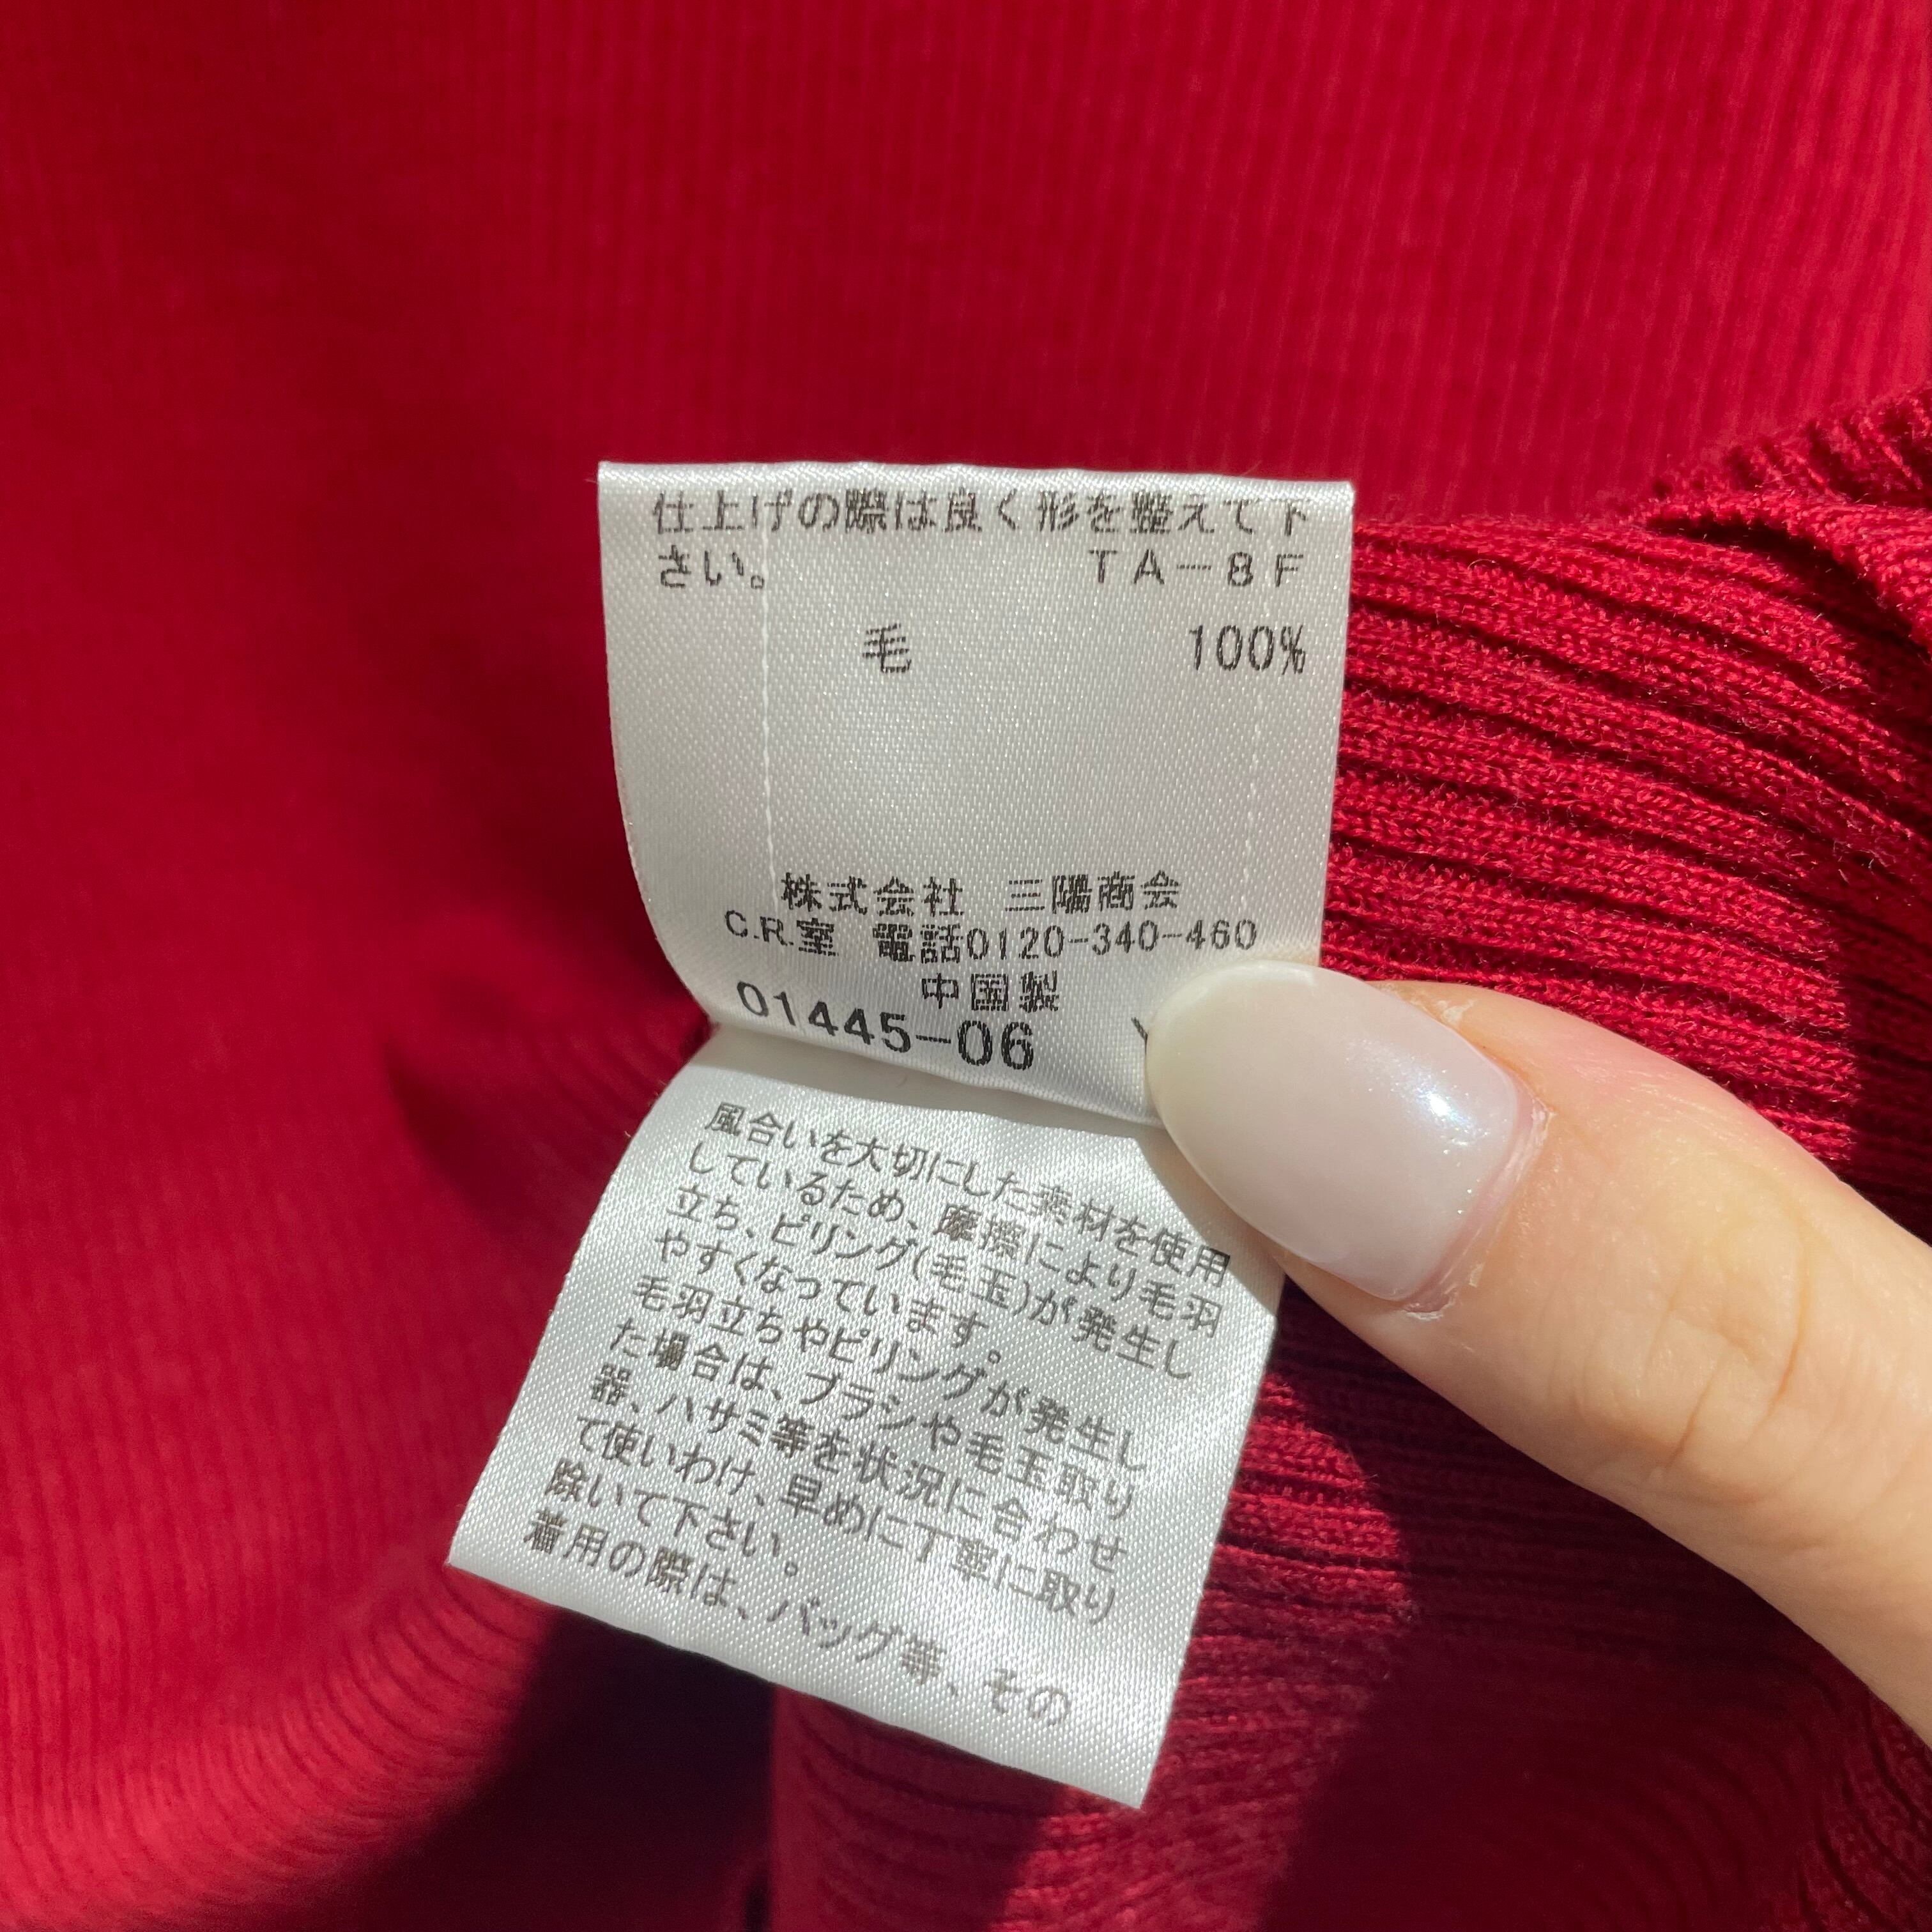 仕上げの際は良く形を整えて下
さい。 TA-8F
毛 100%
株式会社 三陽商会
C.R.室 電話0120-340-460
中国製
01445-06
風合いを大切にした素材を使用
しているため、摩擦により毛羽
立ち、ピリング(毛玉)が発生し
やすくなっています。
毛羽立ちやピリングが発生し
た場合は、ブラシや毛玉取り
器、ハサミ等を状況に合わせ
て使いわけ、早めに丁寧に取り
除いて下さい。
着用の際は、バッグ等、その